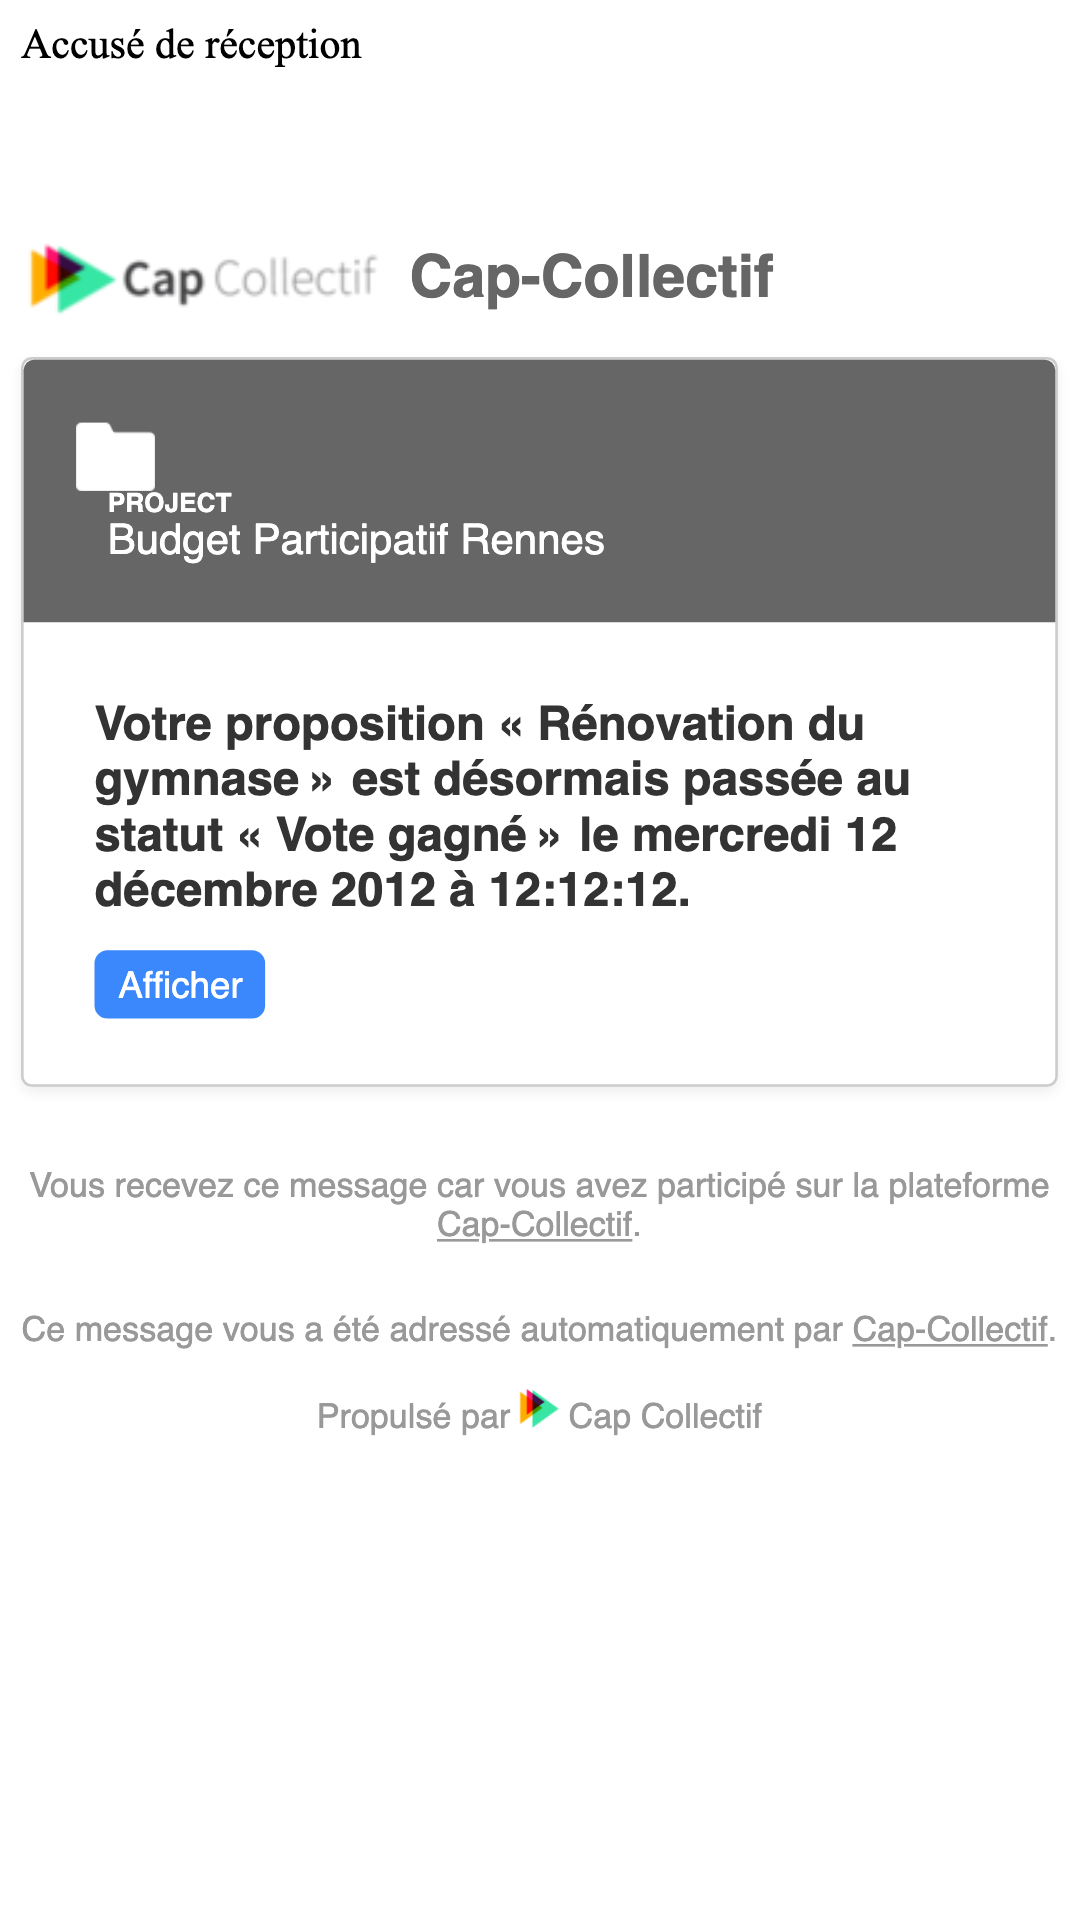 Accusé de réception
Cap Collectif Cap-Collectif
PROJECT
Budget Participatif Rennes
Votre proposition « Rénovation du
gymnase » est désormais passée au
statut « Vote gagné » le mercredi 12
décembre 2012 à 12:12:12.
Afficher
Vous recevez ce message car vous avez participé sur la plateforme
Cap-Collectif.
Ce message vous a été adressé automatiquement par Cap-Collectif.
Propulsé par Cap Collectif